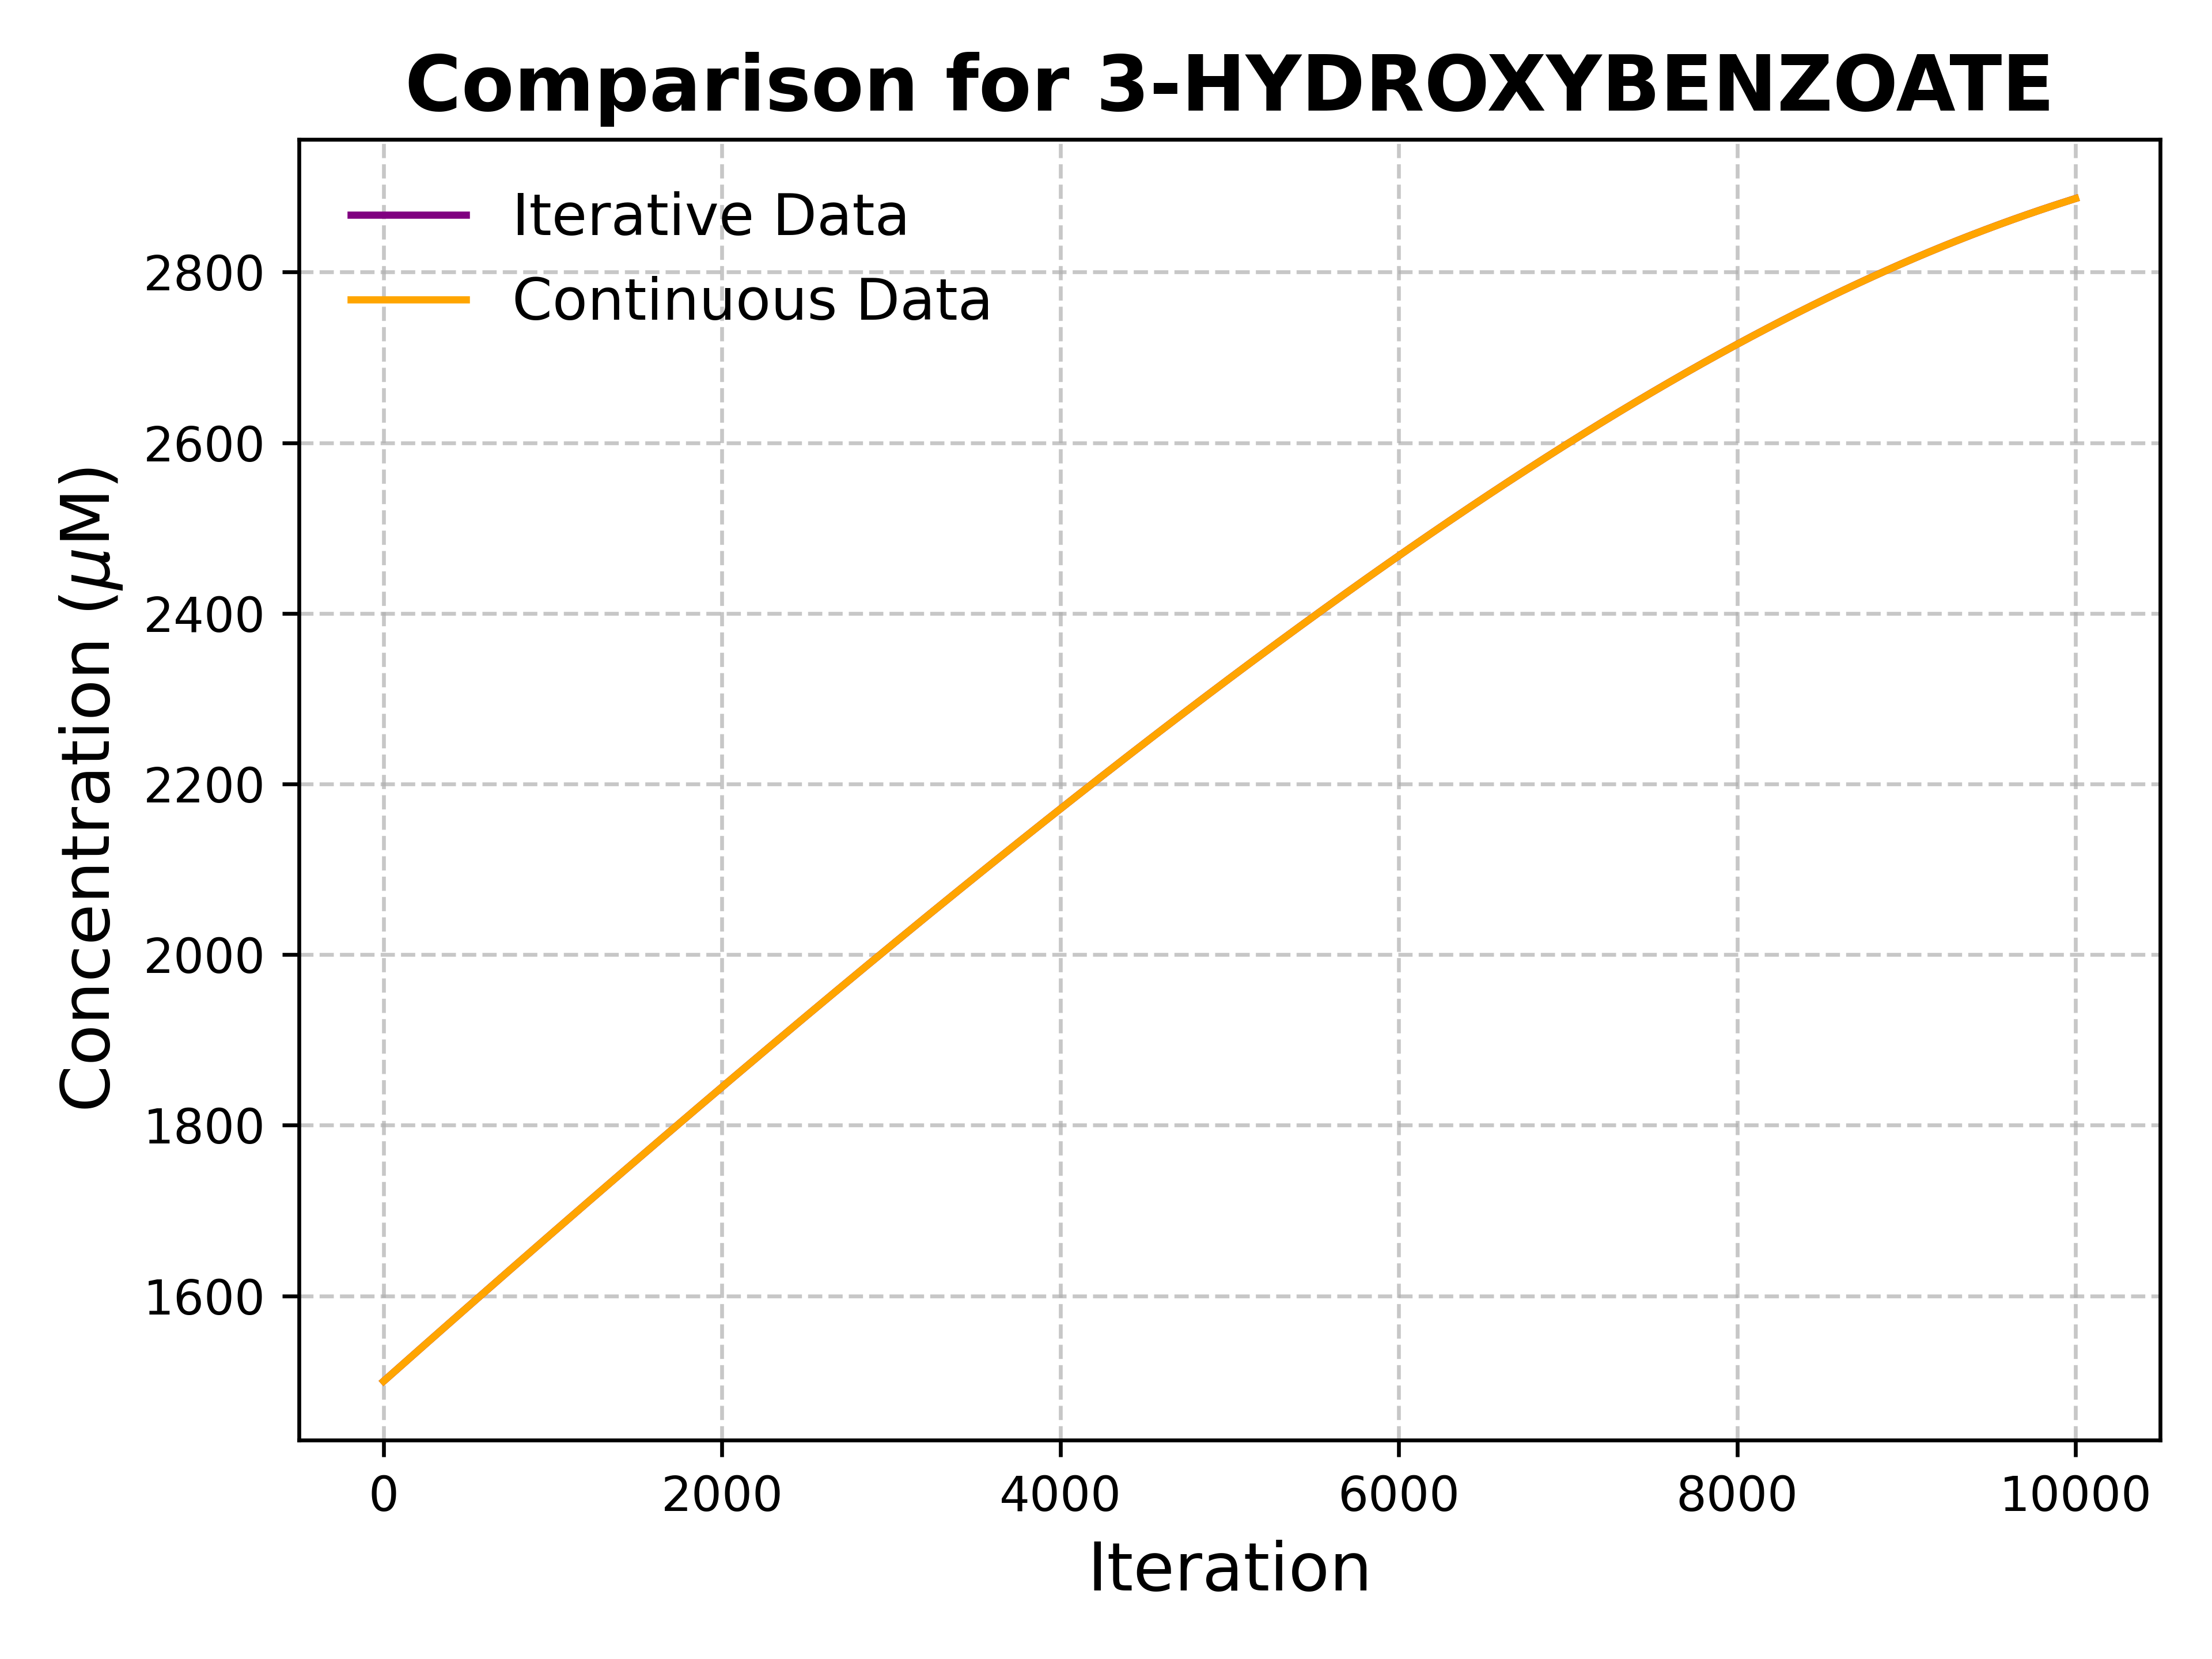 Comparison for 3-HYDROXYBENZOATE
Iterative Data
Continuous Data
Concentration (μM)
2800
2600
2400
2200
2000
1800
1600
0 2000 4000 6000 8000 10000
Iteration